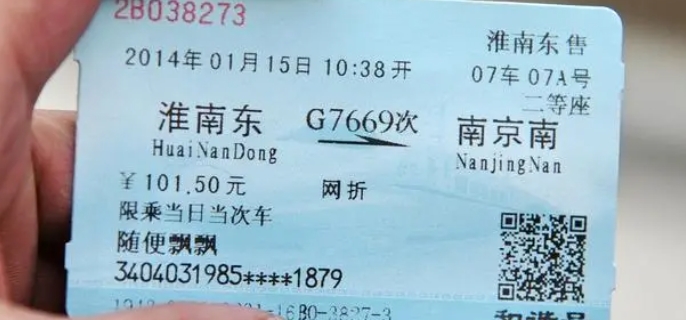 2B038273
淮南东 售
2014年01月15日 10:38开
07车 07A号
二等座
淮南东 G7669次 南京南
HuaiNanDong NanjingNan
￥101.50元 网折
限乘当日当次车
随便飘飘
3404031985****1879
和谐号